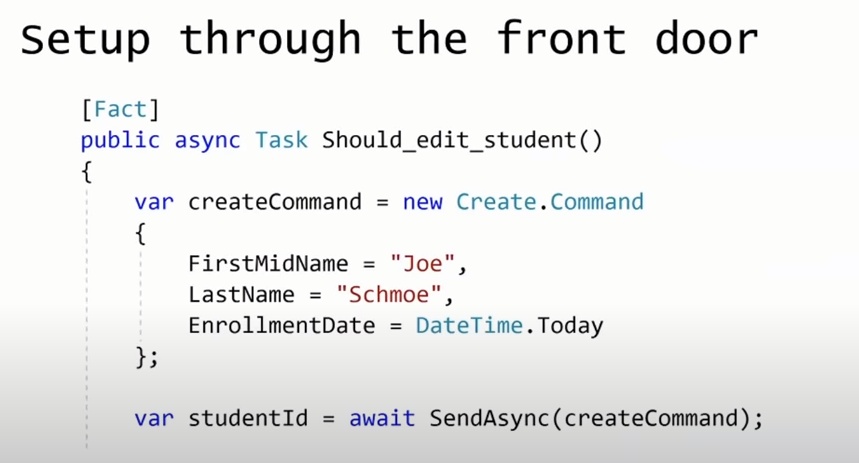 Setup through the front door
[Fact]
public async Task Should_edit_student()
{
var createCommand = new Create.Command
{
FirstMidName = "Joe",
LastName = "Schmoe",
EnrollmentDate = DateTime.Today
};
var studentId = await SendAsync(createCommand);